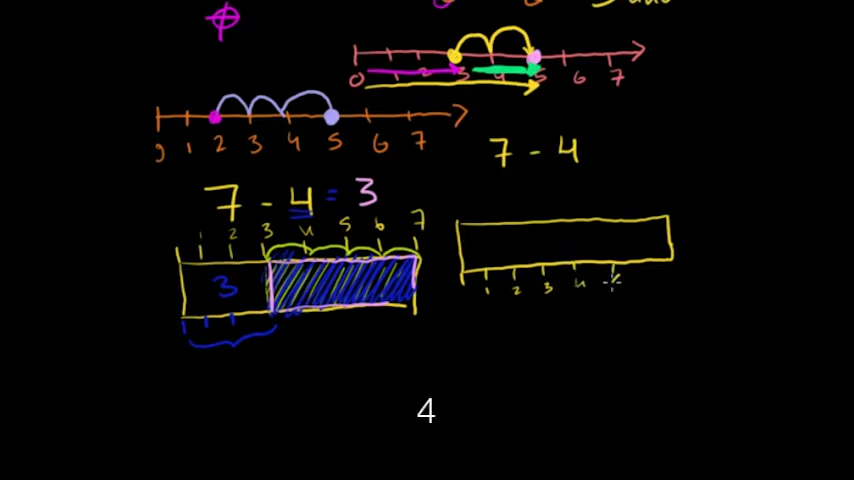 0 1 2 3 4 5 6 7
0 1 2 3 4 5 6 7
7 - 4
7 - 4 = 3
1 2 3 4 5 6 7
3
1 2 3 4
4